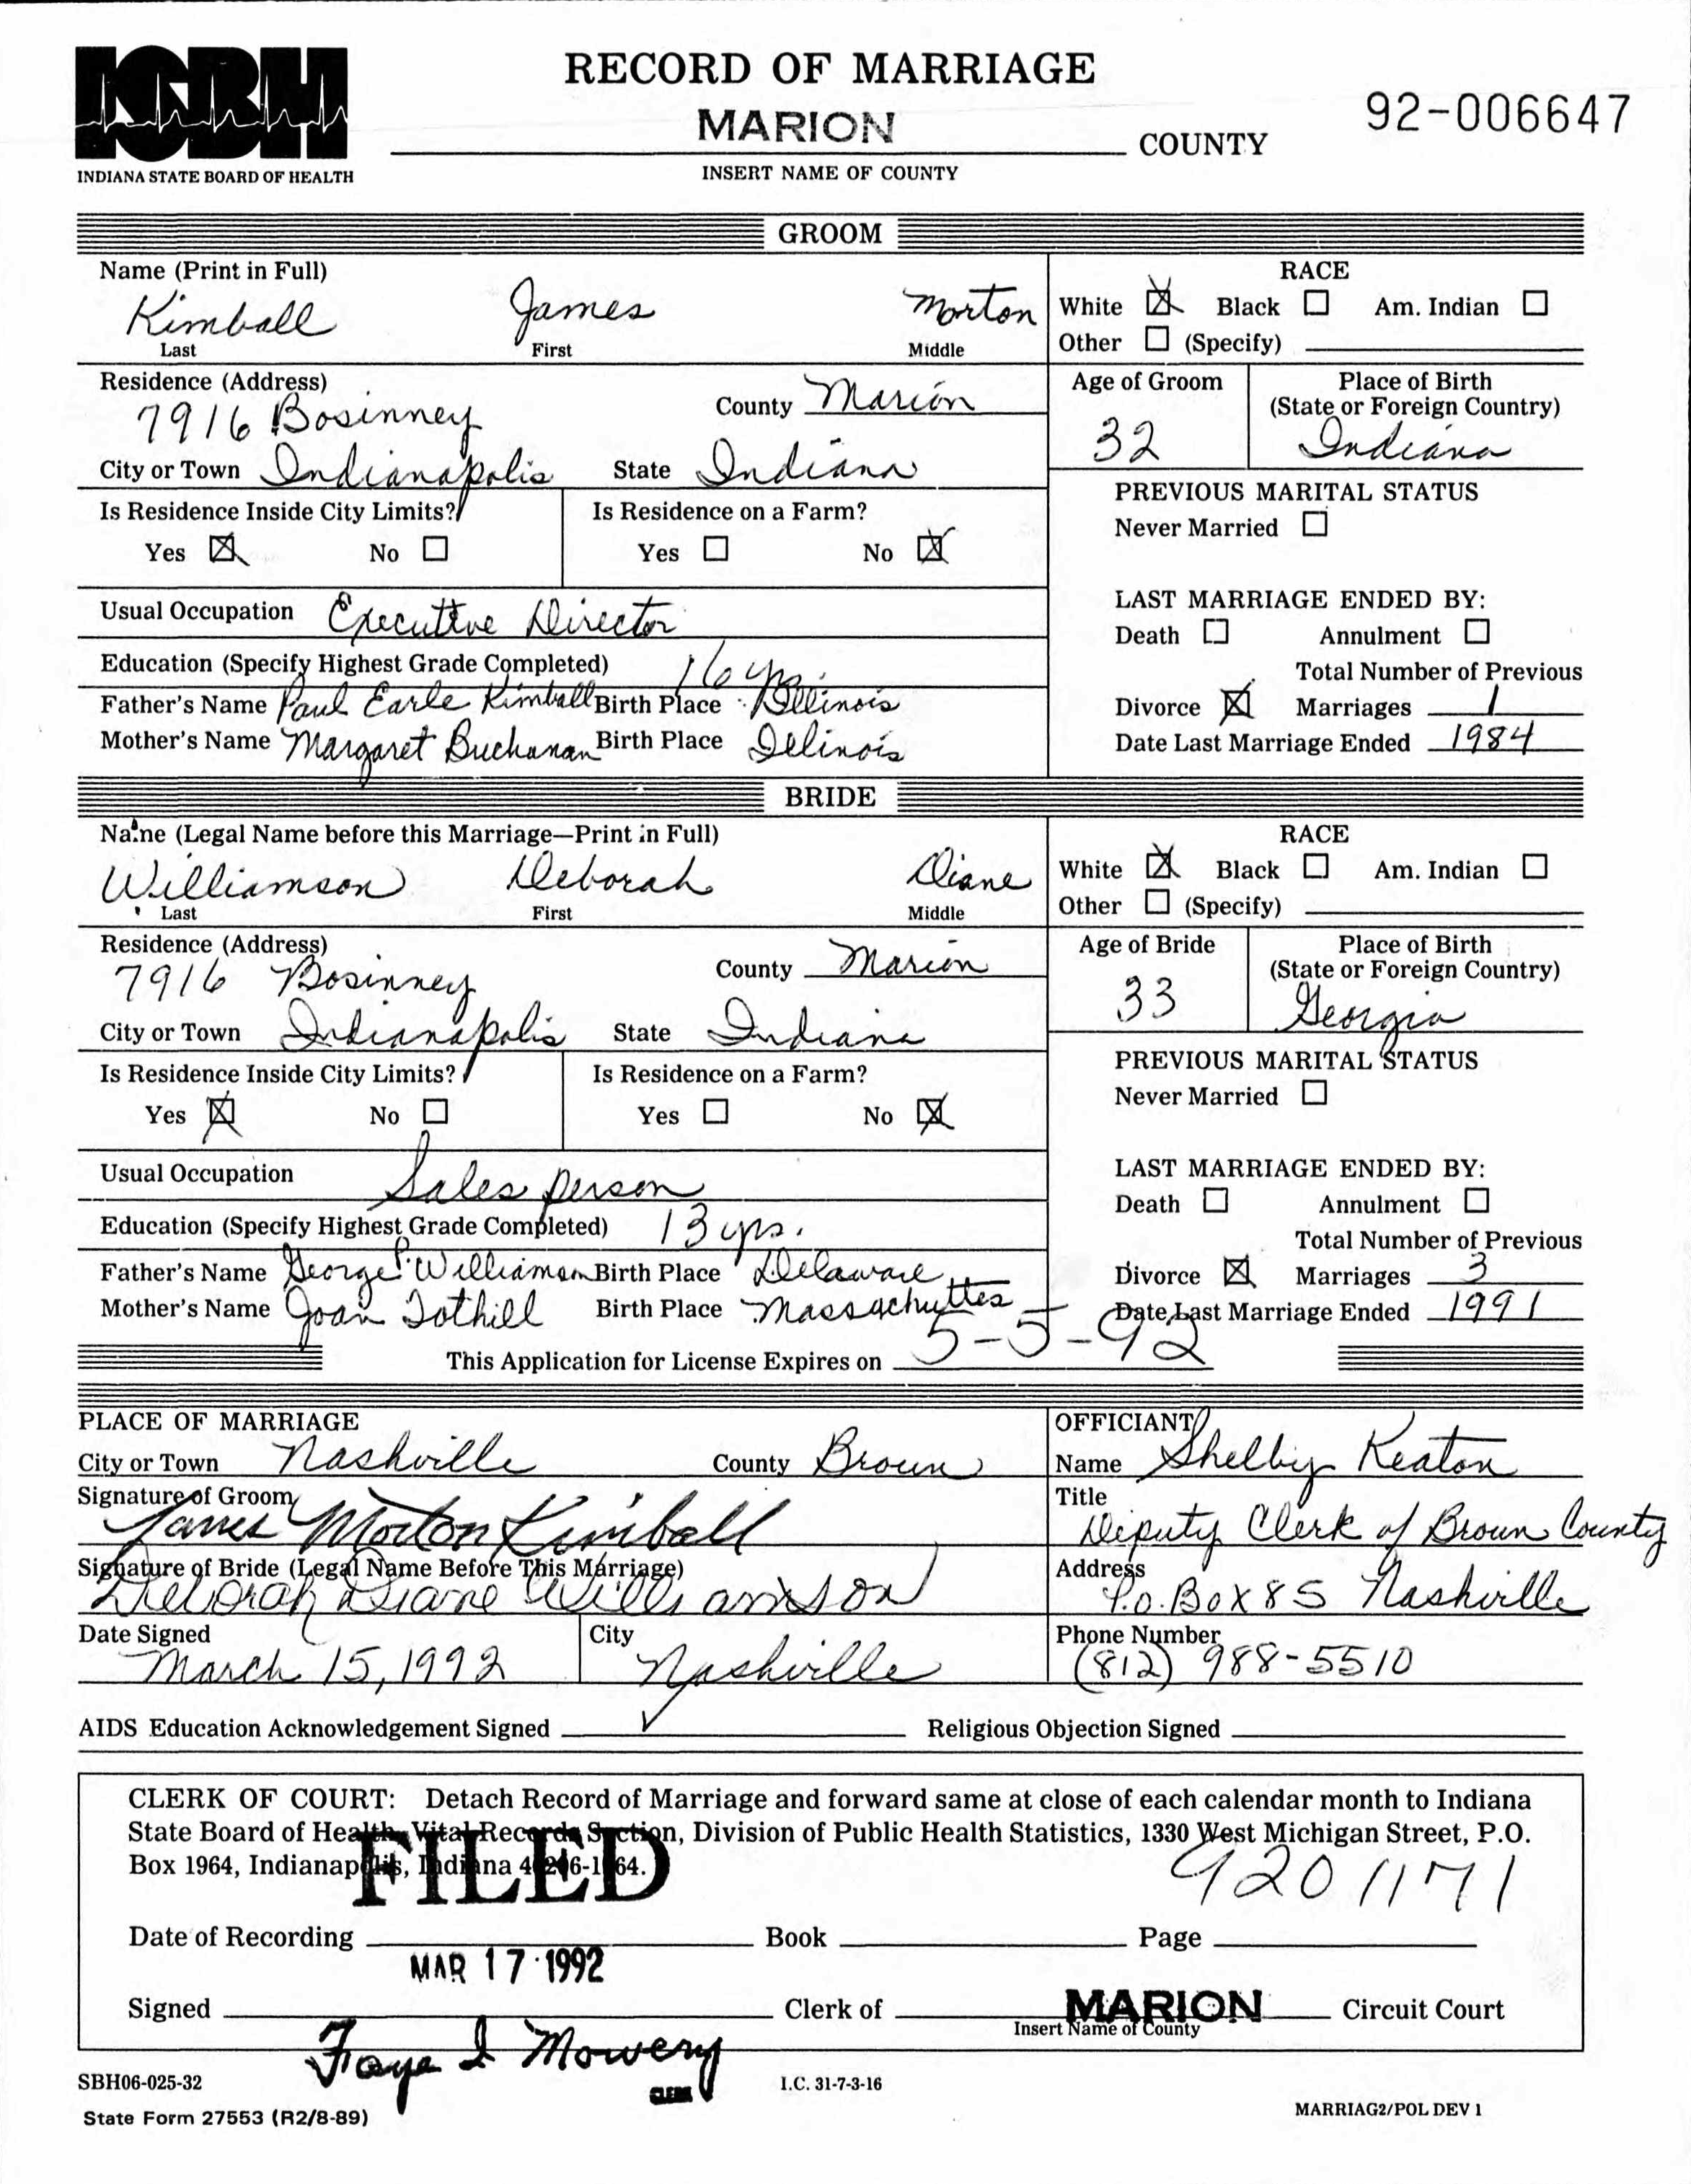 ISBH
INDIANA STATE BOARD OF HEALTH
RECORD OF MARRIAGE
MARION COUNTY
INSERT NAME OF COUNTY
92-006647
GROOM
Name (Print in Full)
Kimball James Morton
Last First Middle
RACE
White ☒ Black ☐ Am. Indian ☐
Other ☐ (Specify)
Residence (Address)
7916 Bosinney County Marion
City or Town Indianapolis State Indiana
Age of Groom
32
Place of Birth
(State or Foreign Country)
Indiana
Is Residence Inside City Limits? Is Residence on a Farm?
Yes ☒ No ☐ Yes ☐ No ☒
PREVIOUS MARITAL STATUS
Never Married ☐
Usual Occupation Executive Director
Education (Specify Highest Grade Completed) 16 yrs.
Father's Name Paul Earle Kimball Birth Place Illinois
Mother's Name Margaret Buchanan Birth Place Illinois
LAST MARRIAGE ENDED BY:
Death ☐ Annulment ☐
Total Number of Previous
Divorce ☒ Marriages 1
Date Last Marriage Ended 1984
BRIDE
Name (Legal Name before this Marriage—Print in Full)
Williamson Deborah Diane
Last First Middle
RACE
White ☒ Black ☐ Am. Indian ☐
Other ☐ (Specify)
Residence (Address)
7916 Bosinney County Marion
City or Town Indianapolis State Indiana
Age of Bride
33
Place of Birth
(State or Foreign Country)
Georgia
Is Residence Inside City Limits? Is Residence on a Farm?
Yes ☒ No ☐ Yes ☐ No ☒
PREVIOUS MARITAL STATUS
Never Married ☐
Usual Occupation Sales person
Education (Specify Highest Grade Completed) 13 yrs.
Father's Name George P. Williamson Birth Place Delaware
Mother's Name Joan Tothill Birth Place Massachuttes
LAST MARRIAGE ENDED BY:
Death ☐ Annulment ☐
Total Number of Previous
Divorce ☒ Marriages 3
Date Last Marriage Ended 1991
This Application for License Expires on 5-5-92
PLACE OF MARRIAGE
City or Town Nashville County Brown
Signature of Groom
James Morton Kimball
Signature of Bride (Legal Name Before This Marriage)
Deborah Diane Williamson
Date Signed
March 15, 1992
City
Nashville
OFFICIANT
Name Shelby Keaton
Title
Deputy Clerk of Brown County
Address
P.O. Box 85 Nashville
Phone Number
(812) 988-5510
AIDS Education Acknowledgement Signed ✓ Religious Objection Signed
CLERK OF COURT: Detach Record of Marriage and forward same at close of each calendar month to Indiana
State Board of Health, Vital Records Section, Division of Public Health Statistics, 1330 West Michigan Street, P.O.
Box 1964, Indianapolis, Indiana 46206-1964.
FILED
9201171
Date of Recording Book Page
MAR 17 1992
Signed Clerk of MARION Circuit Court
Insert Name of County
Faye I Mowery
CLERK
SBH06-025-32
I.C. 31-7-3-16
State Form 27553 (R2/8-89)
MARRIAG2/POL DEV 1